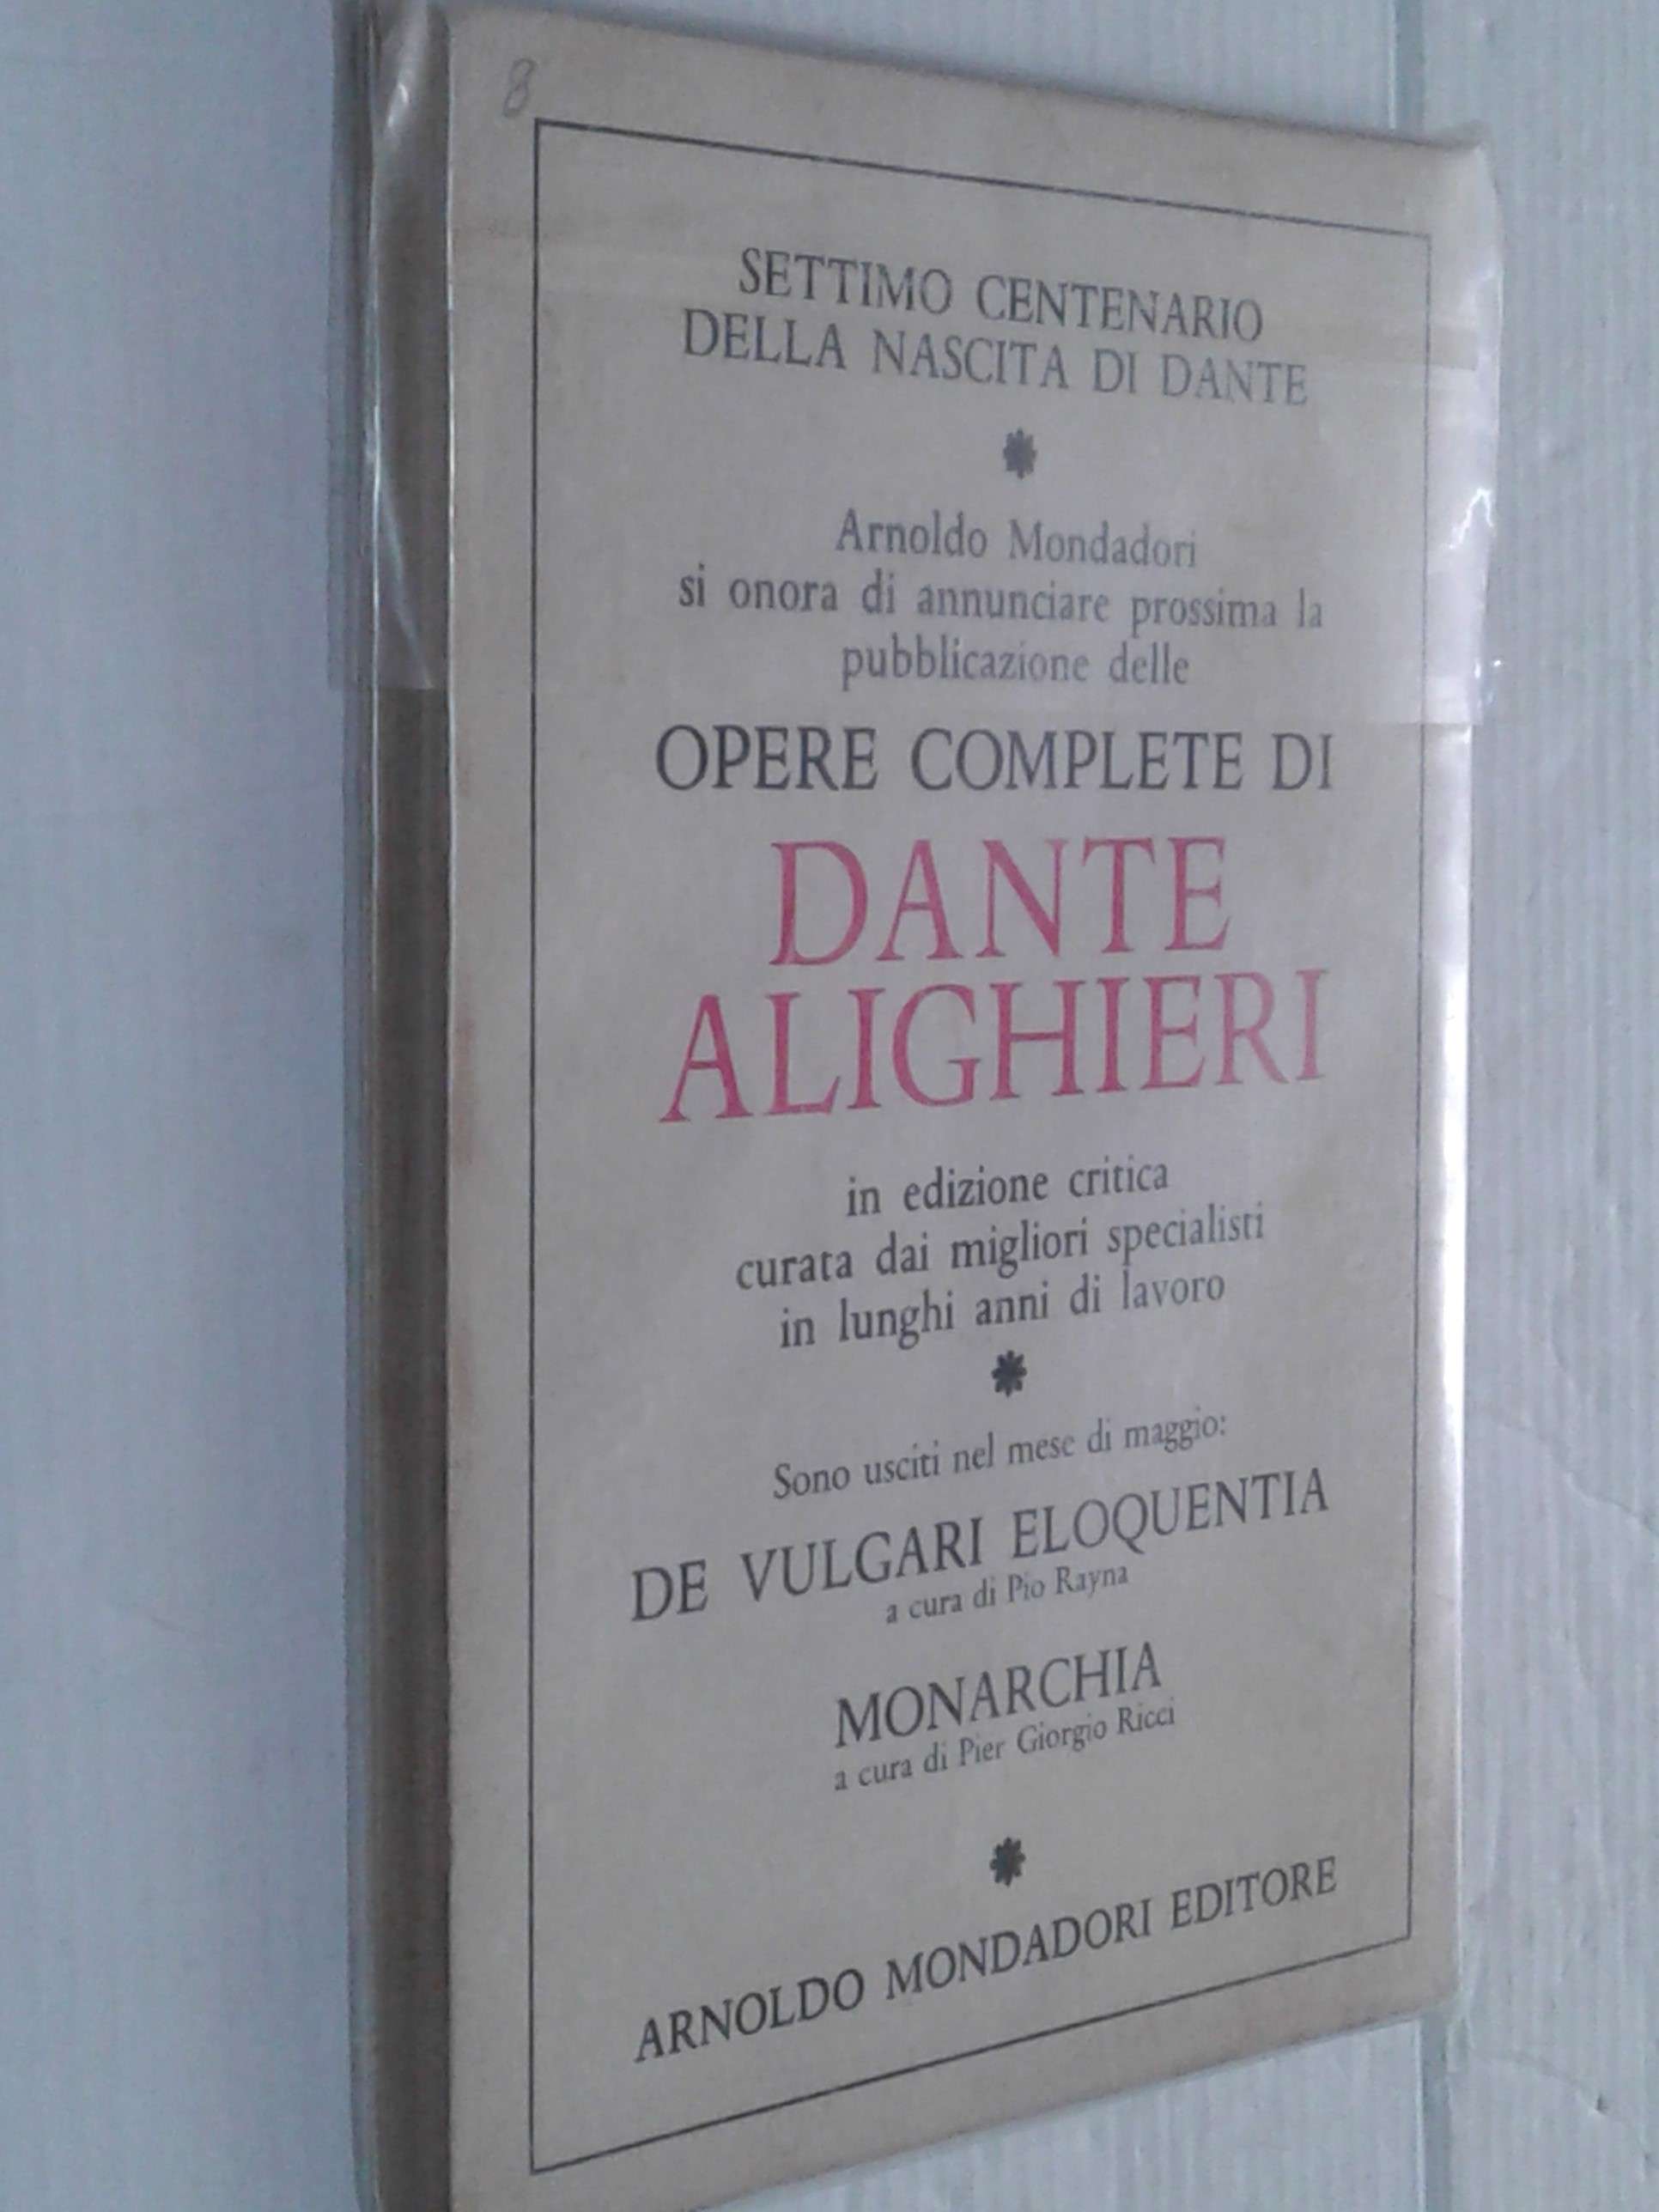 8
SETTIMO CENTENARIO
DELLA NASCITA DI DANTE
Arnoldo Mondadori
si onora di annunciare prossima la
pubblicazione delle
OPERE COMPLETE DI
DANTE
ALIGHIERI
in edizione critica
curata dai migliori specialisti
in lunghi anni di lavoro
Sono usciti nel mese di maggio:
DE VULGARI ELOQUENTIA
a cura di Pio Rayna
MONARCHIA
a cura di Pier Giorgio Ricci
ARNOLDO MONDADORI EDITORE